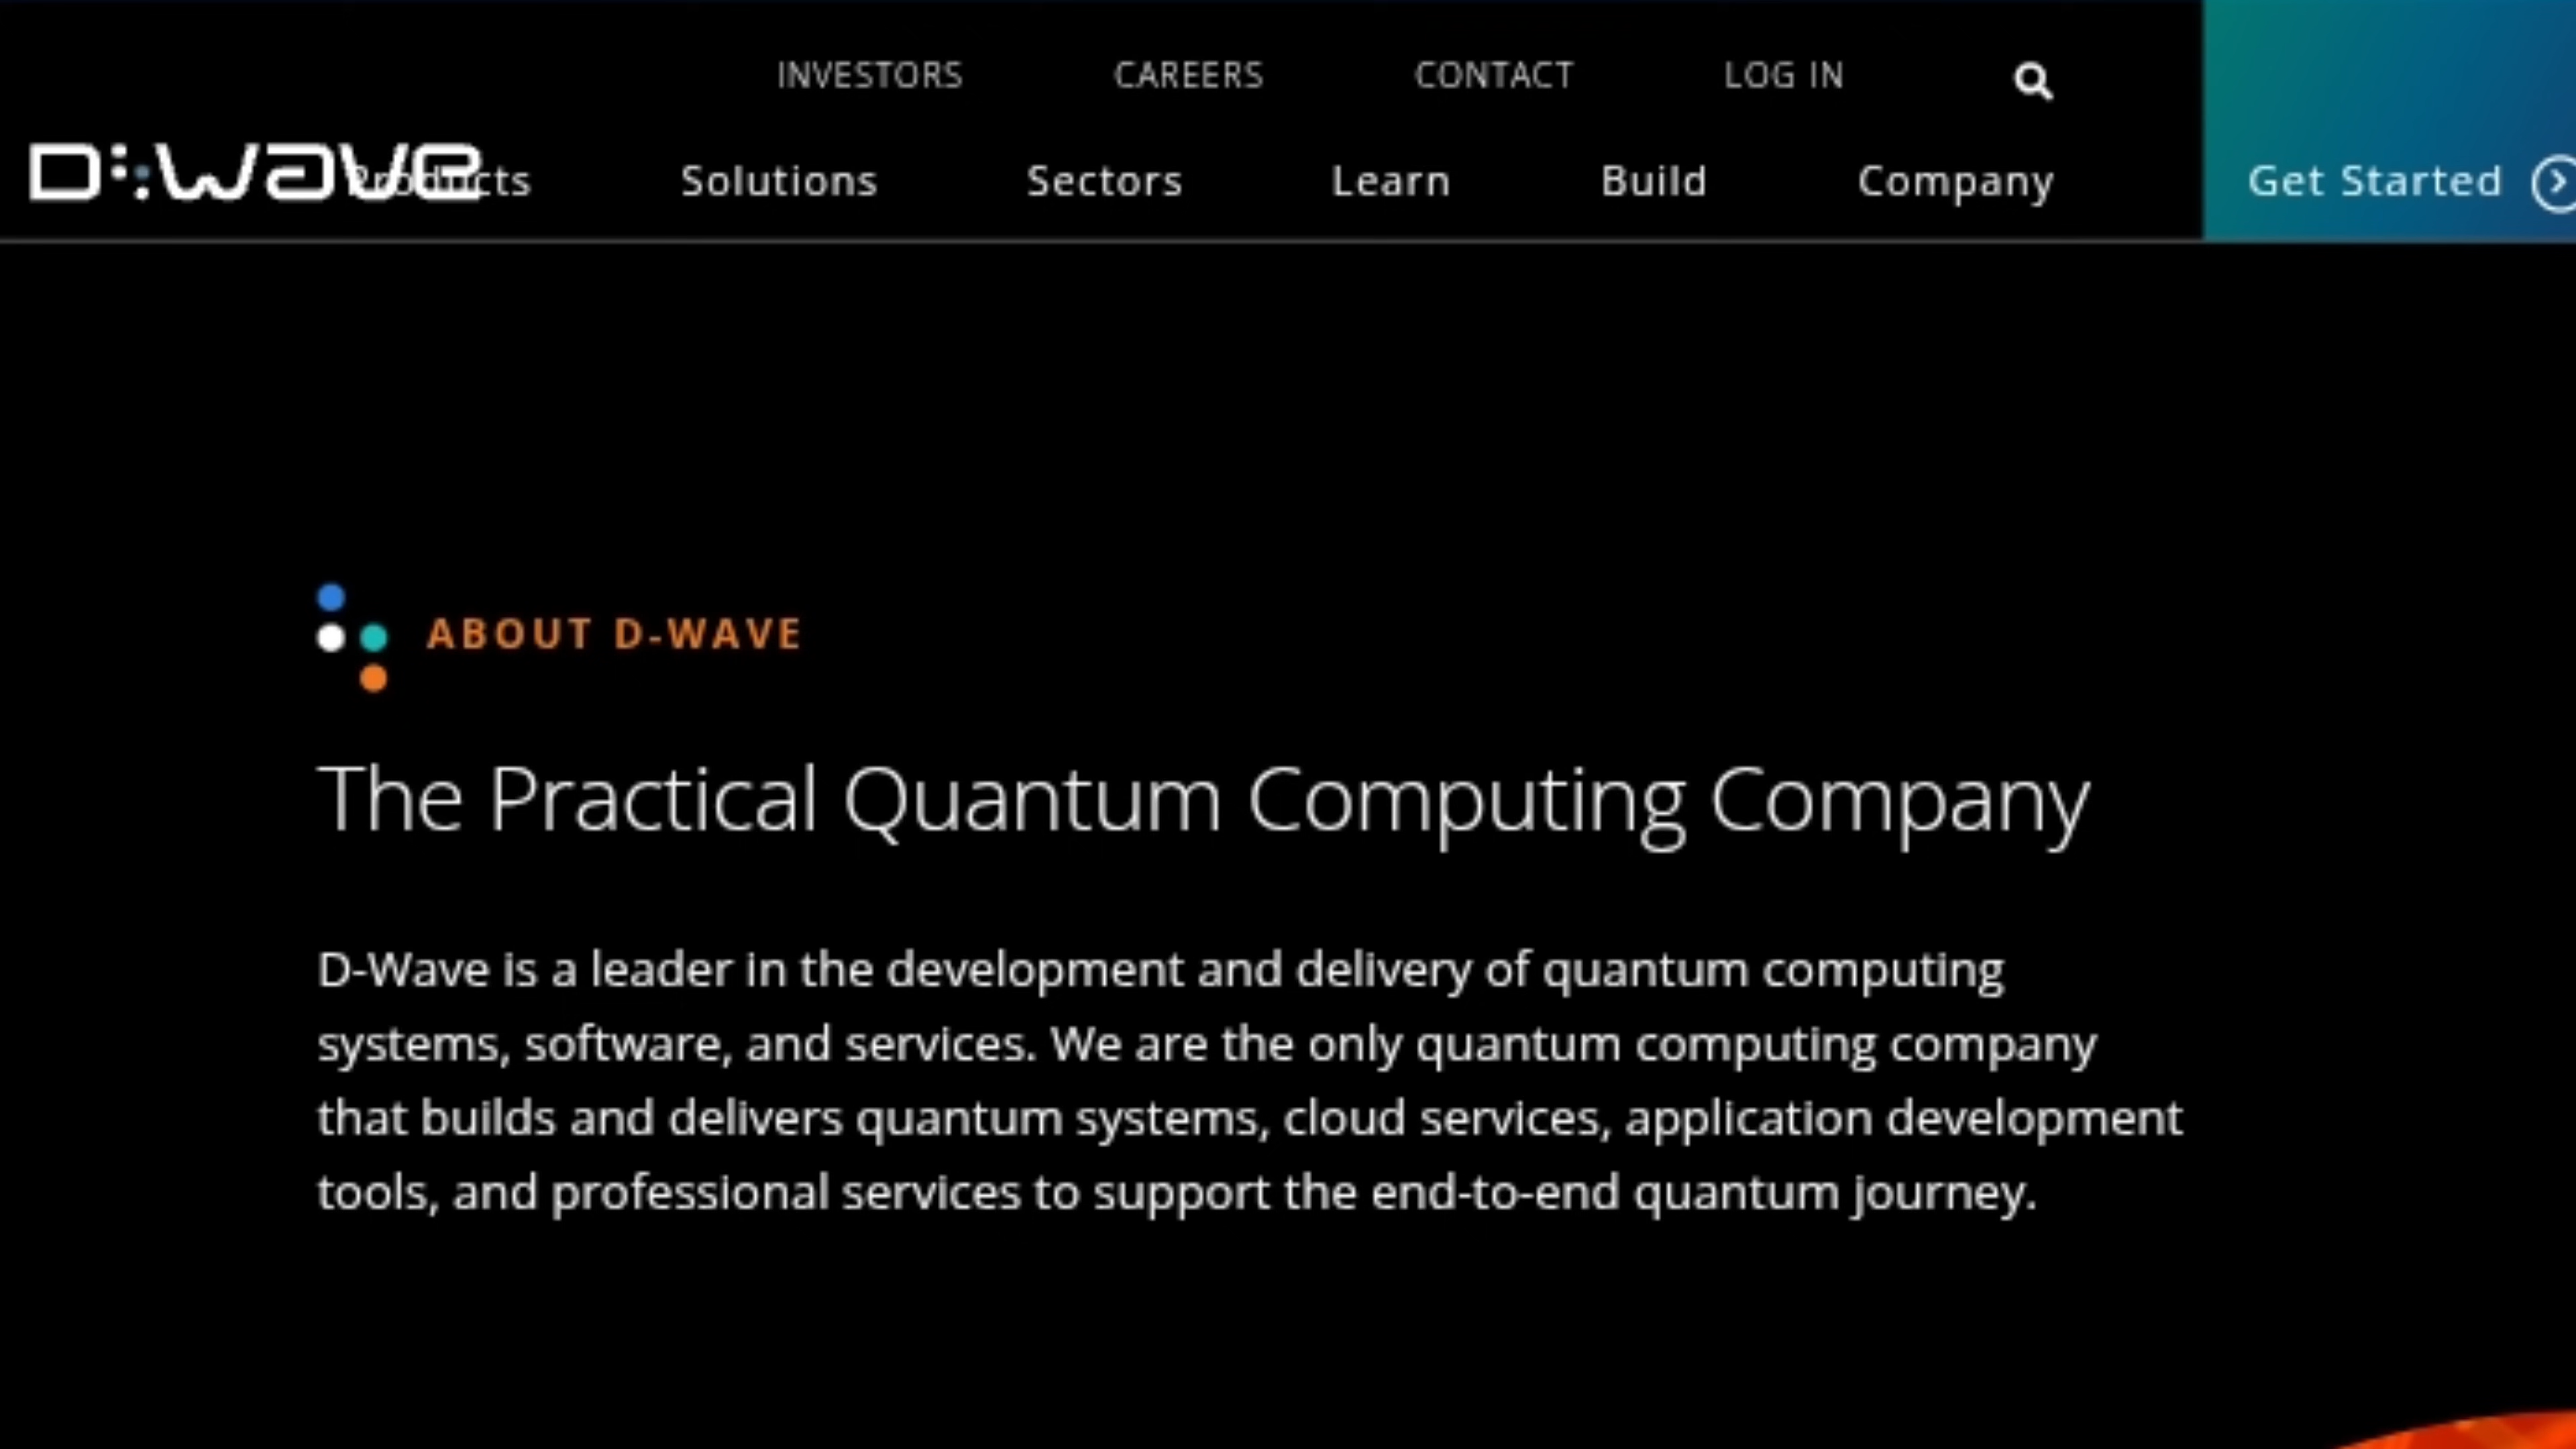 INVESTORS CAREERS CONTACT LOG IN
D:wave Products Solutions Sectors Learn Build Company Get Started
ABOUT D-WAVE
The Practical Quantum Computing Company
D-Wave is a leader in the development and delivery of quantum computing
systems, software, and services. We are the only quantum computing company
that builds and delivers quantum systems, cloud services, application development
tools, and professional services to support the end-to-end quantum journey.